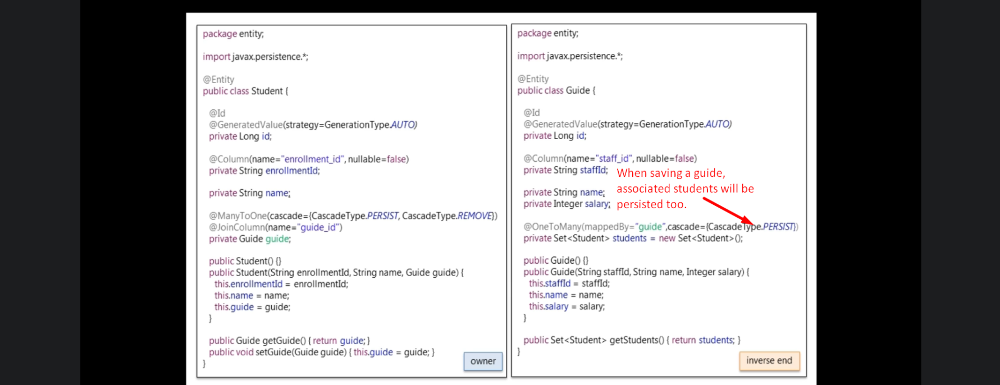 package entity;
import javax.persistence.*;
@Entity
public class Student {
@Id
@GeneratedValue(strategy=GenerationType.AUTO)
private Long id;
@Column(name="enrollment_id", nullable=false)
private String enrollmentId;
private String name;
@ManyToOne(cascade={CascadeType.PERSIST, CascadeType.REMOVE})
@JoinColumn(name="guide_id")
private Guide guide;
public Student() {}
public Student(String enrollmentId, String name, Guide guide) {
this.enrollmentId = enrollmentId;
this.name = name;
this.guide = guide;
}
public Guide getGuide() { return guide; }
public void setGuide(Guide guide) { this.guide = guide; }
}
owner
package entity;
import javax.persistence.*;
@Entity
public class Guide {
@Id
@GeneratedValue(strategy=GenerationType.AUTO)
private Long id;
@Column(name="staff_id", nullable=false)
private String staffId;
When saving a guide,
associated students will be
persisted too.
private String name;
private Integer salary;
@OneToMany(mappedBy="guide",cascade={CascadeType.PERSIST})
private Set<Student> students = new Set<Student>();
public Guide() {}
public Guide(String staffId, String name, Integer salary) {
this.staffId = staffId;
this.name = name;
this.salary = salary;
}
public Set<Student> getStudents() { return students; }
}
inverse end